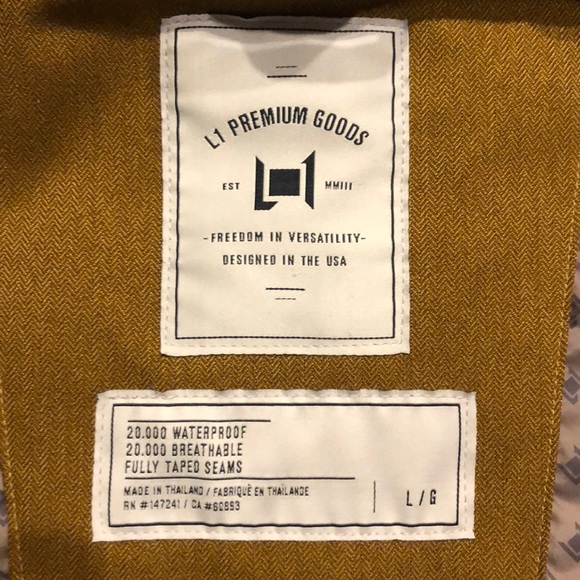 L1 PREMIUM GOODS
EST MMIII
-FREEDOM IN VERSATILITY-
DESIGNED IN THE USA
20.000 WATERPROOF
20.000 BREATHABLE
FULLY TAPED SEAMS
MADE IN THAILAND / FABRIQUÉ EN THAÏLANDE
RN #147241 / CA #60993
L / G